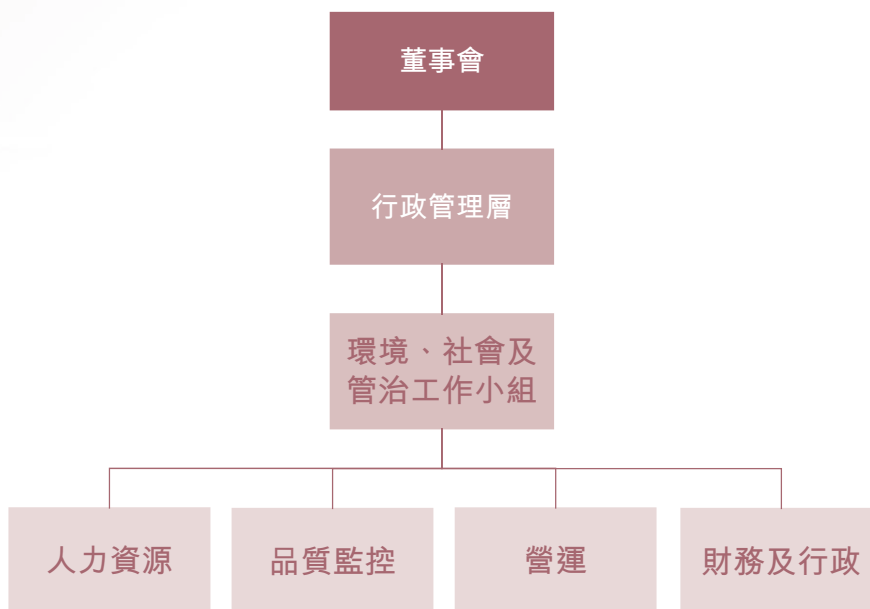 董事會
行政管理層
環境、社會及
管治工作小組
人力資源
品質監控
營運
財務及行政